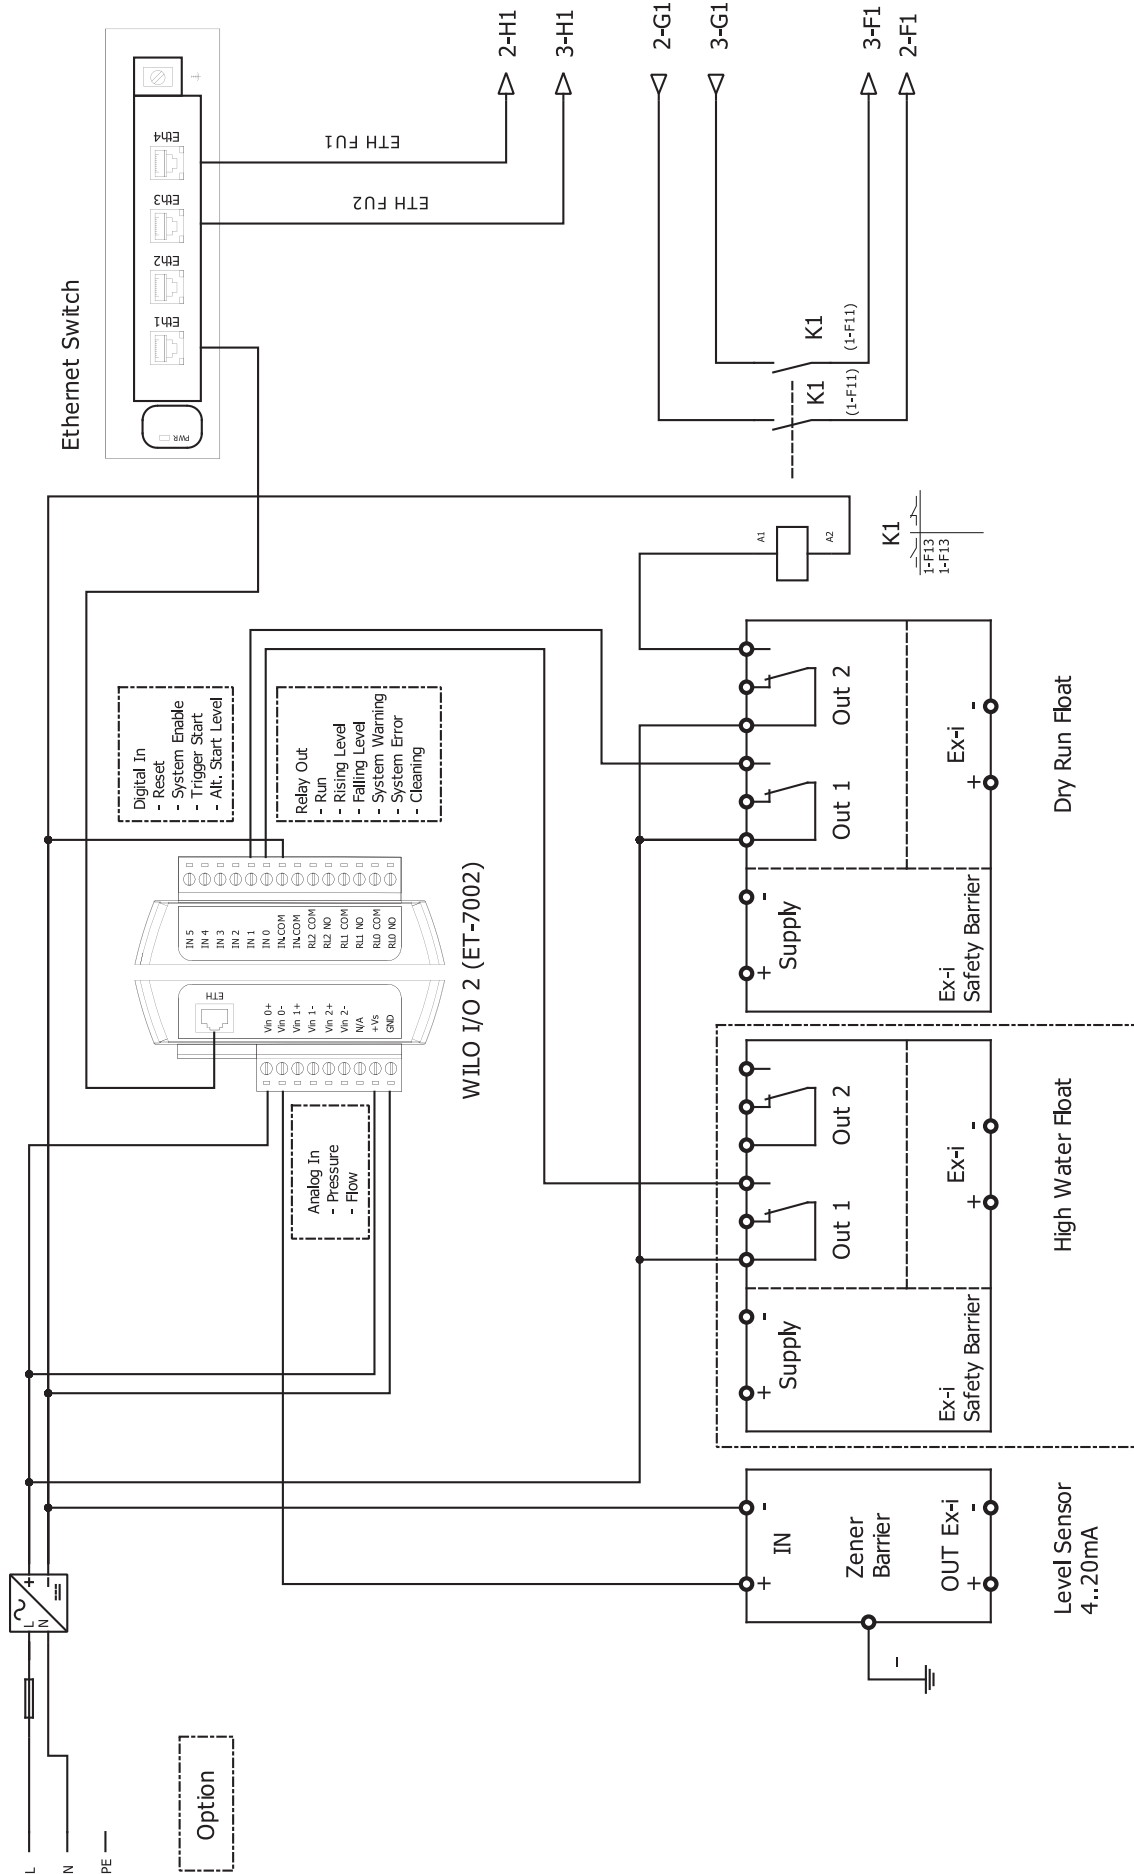 Ethernet Switch
PWR
Eth1
Eth2
Eth3
Eth4
ETH FU1
ETH FU2
2-H1
3-H1
2-G1
3-G1
3-F1
2-F1
K1
(1-F11)
K1
(1-F11)
K1
1-F13
1-F13
A1
A2
Digital In
- Reset
- System Enable
- Trigger Start
- Alt. Start Level
Relay Out
- Run
- Rising Level
- Falling Level
- System Warning
- System Error
- Cleaning
IN 5
IN 4
IN 3
IN 2
IN 1
IN 0
IN.COM
IN.COM
RL2 COM
RL2 NO
RL1 COM
RL1 NO
RL0 COM
RL0 NO
ETH
Vin 0+
Vin 0-
Vin 1+
Vin 1-
Vin 2+
Vin 2-
N/A
+Vs
GND
WILO I/O 2 (ET-7002)
Analog In
- Pressure
- Flow
L
N
PE
L
N
+
-
Option
+
-
IN
Zener
Barrier
OUT Ex-i
+
-
-
Level Sensor
4..20mA
+
-
Supply
Out 1
Out 2
Ex-i
Safety Barrier
Ex-i
+
-
High Water Float
+
-
Supply
Out 1
Out 2
Ex-i
Safety Barrier
Ex-i
+
-
Dry Run Float